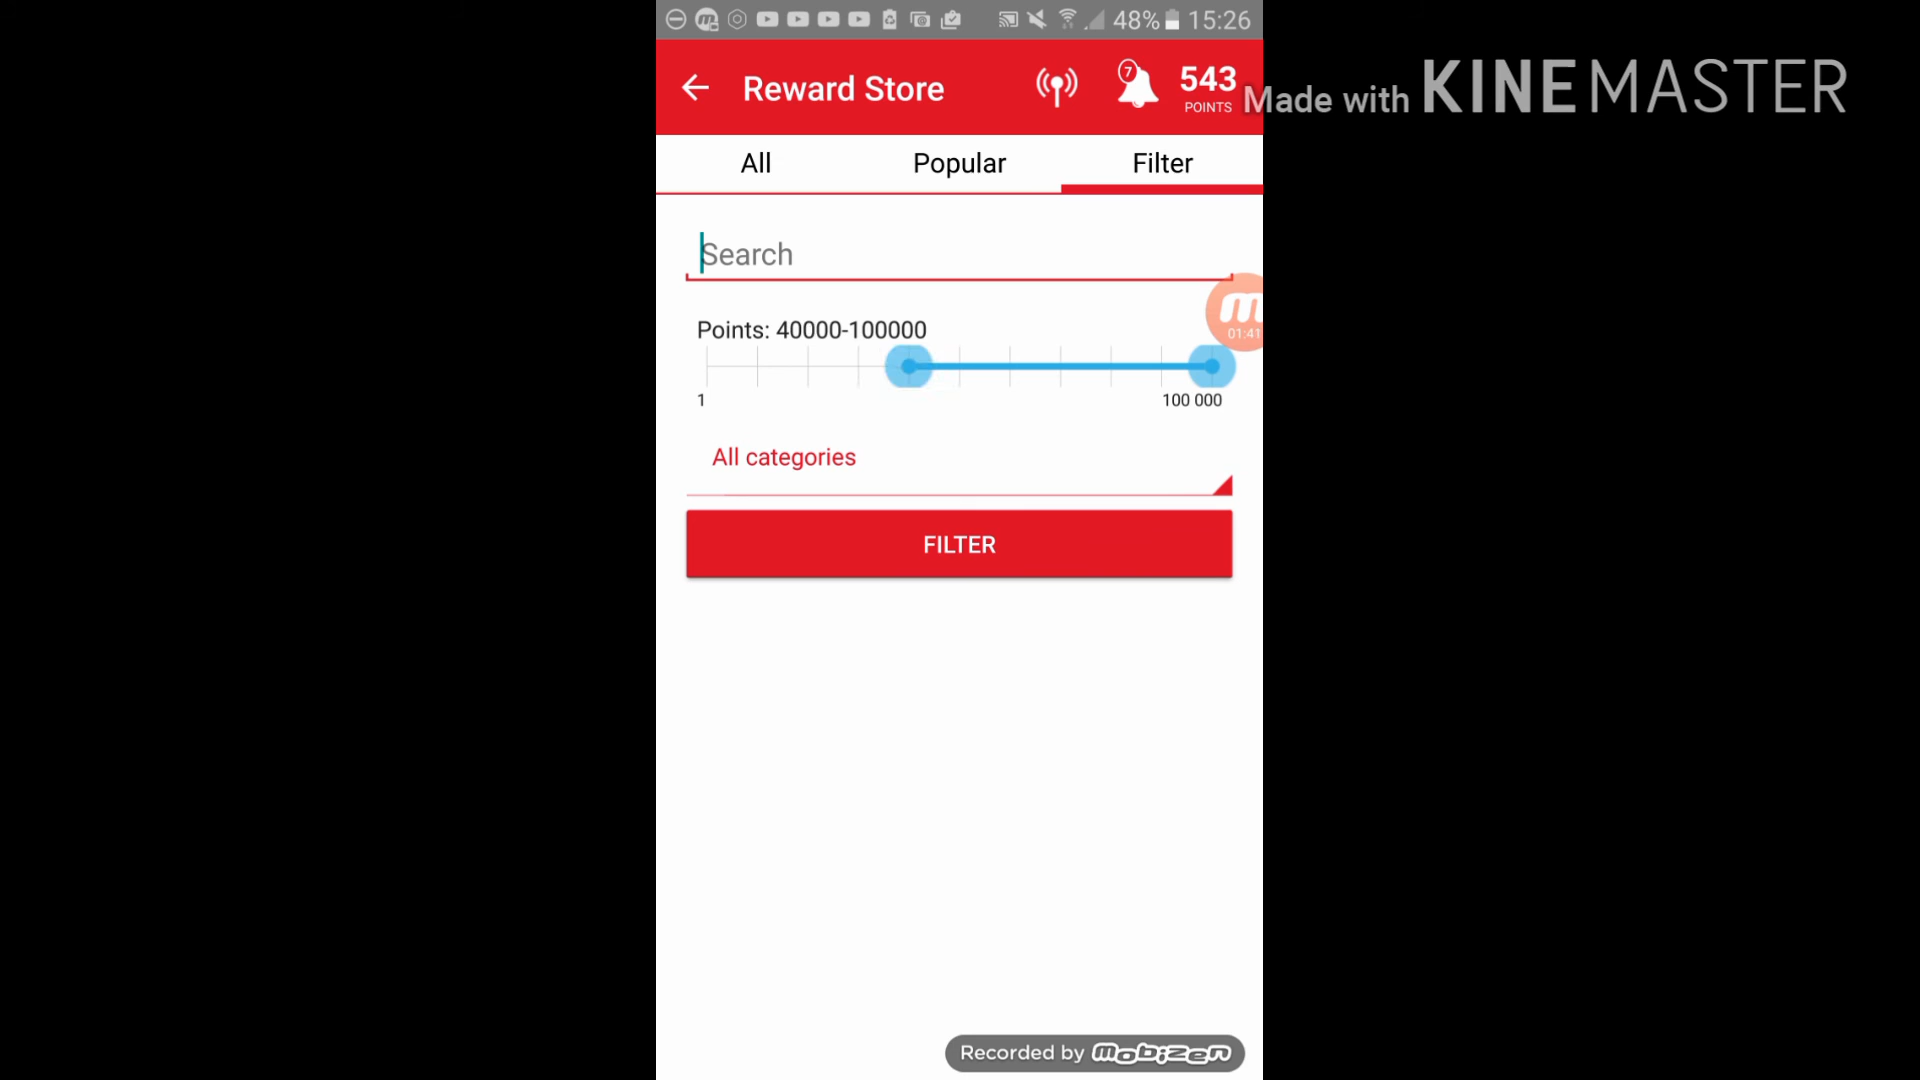 48% 15:26
Reward Store
7
543
POINTS
Made with KINEMASTER
All
Popular
Filter
Search
01:41
Points: 40000-100000
1
100 000
All categories
FILTER
Recorded by mobizen